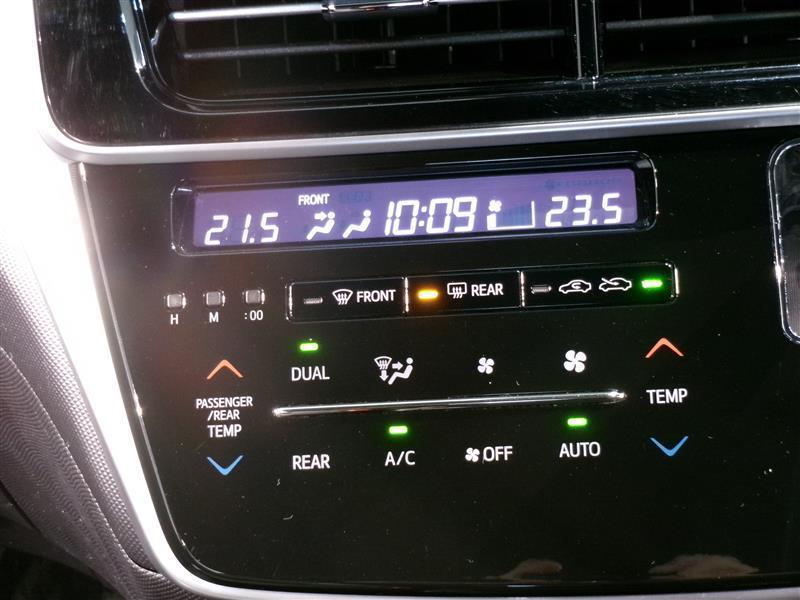 FRONT
21.5 10:09 23.5
FRONT REAR
H M :00
DUAL
PASSENGER
/REAR
TEMP
TEMP
REAR A/C OFF AUTO